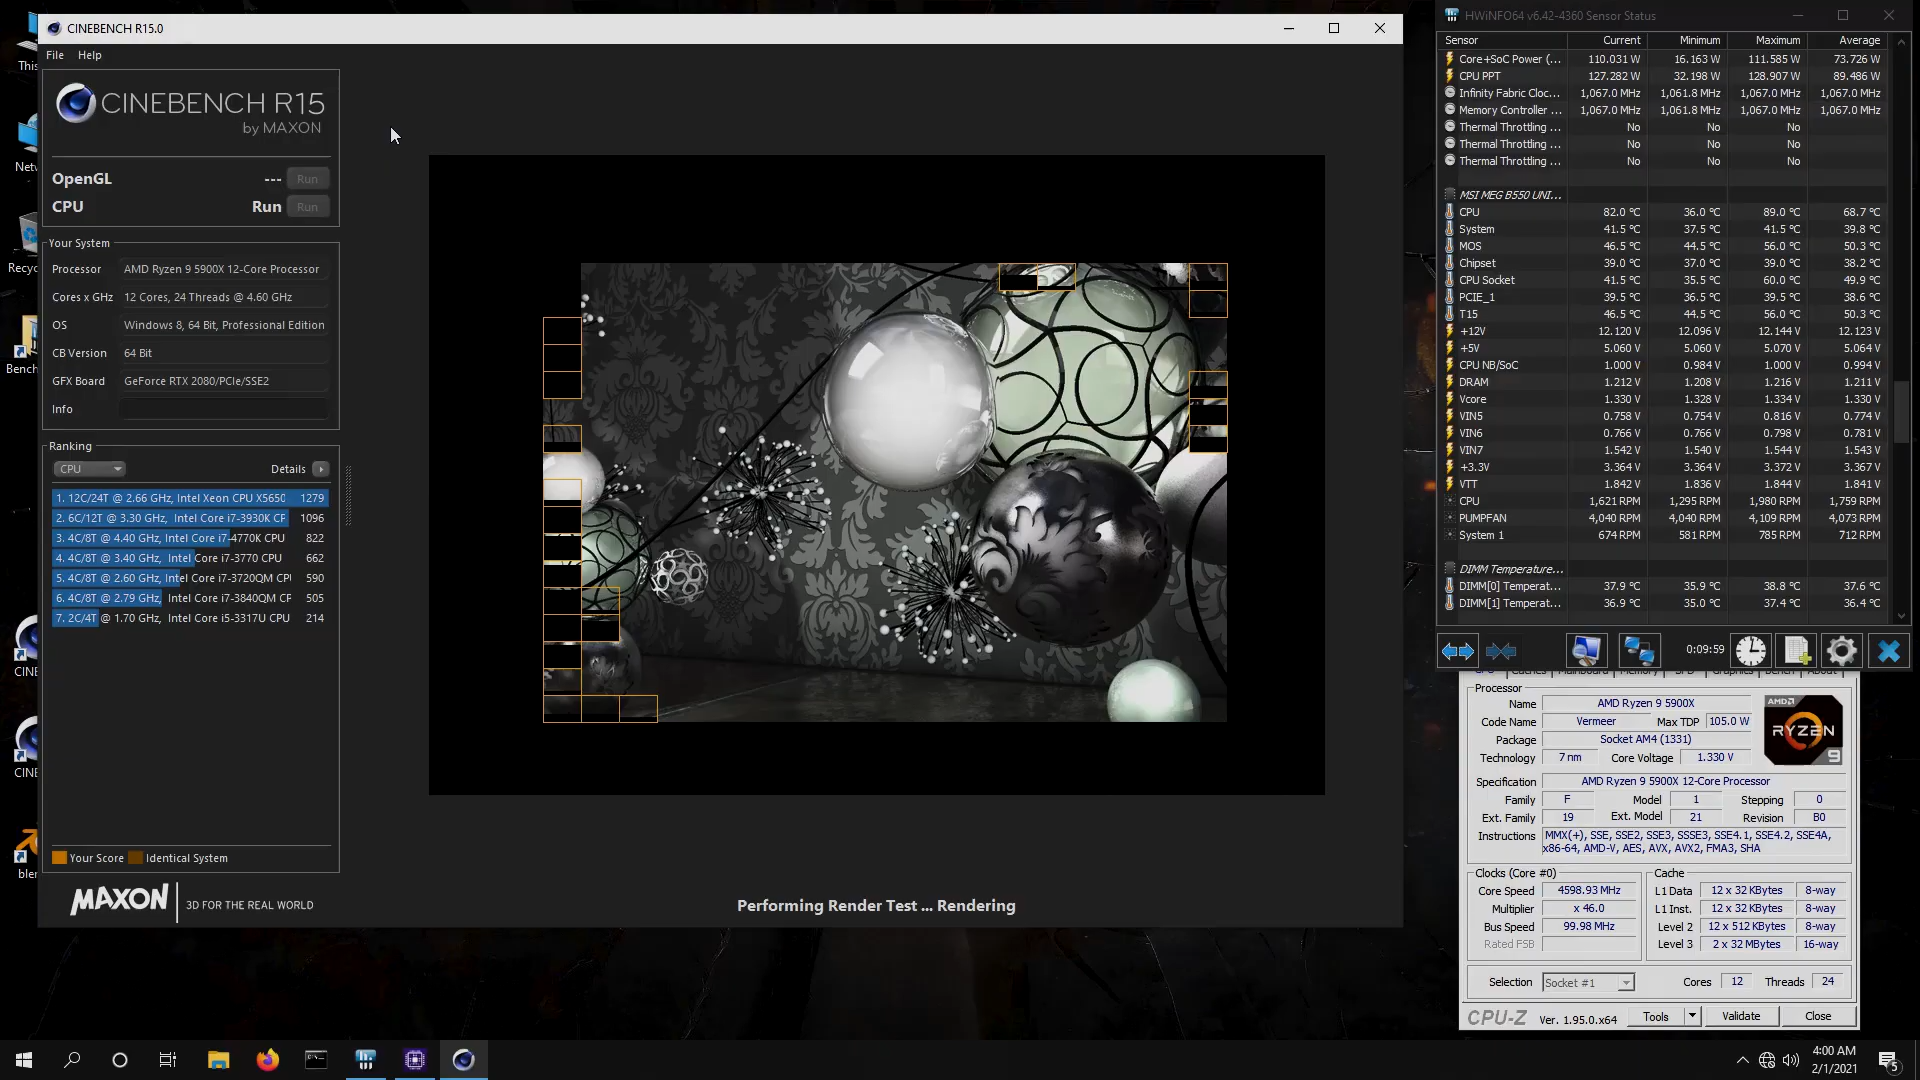 CINEBENCH R15.0
File Help
CINEBENCH R15
by MAXON
OpenGL --- Run
CPU Run Run
Your System
Processor AMD Ryzen 9 5900X 12-Core Processor
Cores x GHz 12 Cores, 24 Threads @ 4.60 GHz
OS Windows 8, 64 Bit, Professional Edition
CB Version 64 Bit
GFX Board GeForce RTX 2080/PCIe/SSE2
Info
Ranking
CPU Details
1. 12C/24T @ 2.66 GHz, Intel Xeon CPU X5650 1279
2. 6C/12T @ 3.30 GHz, Intel Core i7-3930K CF 1096
3. 4C/8T @ 4.40 GHz, Intel Core i7-4770K CPU 822
4. 4C/8T @ 3.40 GHz, Intel Core i7-3770 CPU 662
5. 4C/8T @ 2.60 GHz, Intel Core i7-3720QM CPU 590
6. 4C/8T @ 2.79 GHz, Intel Core i7-3840QM CF 505
7. 2C/4T @ 1.70 GHz, Intel Core i5-3317U CPU 214
Your Score Identical System
MAXON 3D FOR THE REAL WORLD
Performing Render Test ... Rendering
This
Netw
Recyc
Bench
CINE
CINE
blen
HWiNFO64 v6.42-4360 Sensor Status
Sensor Current Minimum Maximum Average
Core+SoC Power (... 110.031 W 16.163 W 111.585 W 73.726 W
CPU PPT 127.282 W 32.198 W 128.907 W 89.486 W
Infinity Fabric Cloc... 1,067.0 MHz 1,061.8 MHz 1,067.0 MHz 1,067.0 MHz
Memory Controller ... 1,067.0 MHz 1,061.8 MHz 1,067.0 MHz 1,067.0 MHz
Thermal Throttling ... No No No
Thermal Throttling ... No No No
Thermal Throttling ... No No No
MSI MEG B550 UNI...
CPU 82.0 °C 36.0 °C 89.0 °C 68.7 °C
System 41.5 °C 37.5 °C 41.5 °C 39.8 °C
MOS 46.5 °C 44.5 °C 56.0 °C 50.3 °C
Chipset 39.0 °C 37.0 °C 39.0 °C 38.2 °C
CPU Socket 41.5 °C 35.5 °C 60.0 °C 49.9 °C
PCIE_1 39.5 °C 36.5 °C 39.5 °C 38.6 °C
T15 46.5 °C 44.5 °C 56.0 °C 50.3 °C
+12V 12.120 V 12.096 V 12.144 V 12.123 V
+5V 5.060 V 5.060 V 5.070 V 5.064 V
CPU NB/SoC 1.000 V 0.984 V 1.000 V 0.994 V
DRAM 1.212 V 1.208 V 1.216 V 1.211 V
Vcore 1.330 V 1.328 V 1.334 V 1.330 V
VIN5 0.758 V 0.754 V 0.816 V 0.774 V
VIN6 0.766 V 0.766 V 0.798 V 0.781 V
VIN7 1.542 V 1.540 V 1.544 V 1.543 V
+3.3V 3.364 V 3.364 V 3.372 V 3.367 V
VTT 1.842 V 1.836 V 1.844 V 1.841 V
CPU 1,621 RPM 1,295 RPM 1,980 RPM 1,759 RPM
PUMPFAN 4,040 RPM 4,040 RPM 4,109 RPM 4,073 RPM
System 1 674 RPM 581 RPM 785 RPM 712 RPM
DIMM Temperature...
DIMM[0] Temperat... 37.9 °C 35.9 °C 38.8 °C 37.6 °C
DIMM[1] Temperat... 36.9 °C 35.0 °C 37.4 °C 36.4 °C
0:09:59
Processor
Name AMD Ryzen 9 5900X
Code Name Vermeer Max TDP 105.0 W
Package Socket AM4 (1331)
Technology 7 nm Core Voltage 1.330 V
AMD RYZEN 9
Specification AMD Ryzen 9 5900X 12-Core Processor
Family F Model 1 Stepping 0
Ext. Family 19 Ext. Model 21 Revision B0
Instructions MMX(+), SSE, SSE2, SSE3, SSSE3, SSE4.1, SSE4.2, SSE4A,
x86-64, AMD-V, AES, AVX, AVX2, FMA3, SHA
Clocks (Core #0) Cache
Core Speed 4598.93 MHz L1 Data 12 x 32 KBytes 8-way
Multiplier x 46.0 L1 Inst. 12 x 32 KBytes 8-way
Bus Speed 99.98 MHz Level 2 12 x 512 KBytes 8-way
Rated FSB Level 3 2 x 32 MBytes 16-way
Selection Socket #1 Cores 12 Threads 24
CPU-Z Ver. 1.95.0.x64 Tools Validate Close
4:00 AM
2/1/2021
5